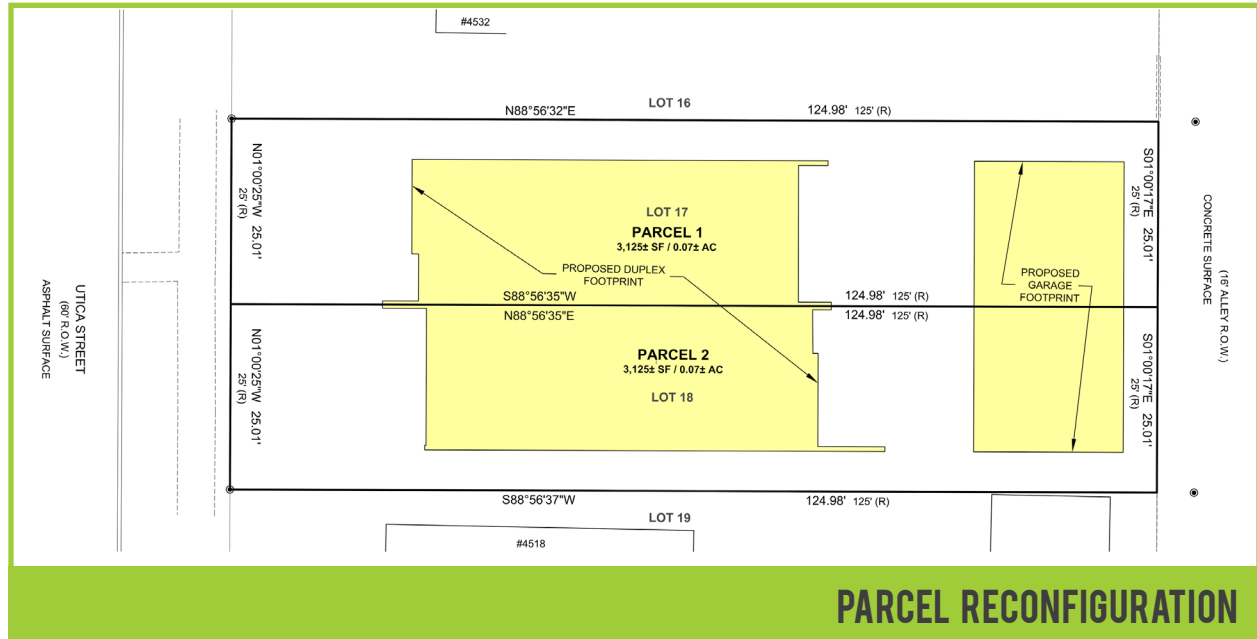 #4532
LOT 16
N88°56'32"E
124.98' 125' (R)
N01°00'25"W 25.01'
25' (R)
S01°00'17"E 25.01'
25' (R)
LOT 17
PARCEL 1
3,125± SF / 0.07± AC
PROPOSED DUPLEX
FOOTPRINT
PROPOSED
GARAGE
FOOTPRINT
CONCRETE SURFACE
(16' ALLEY R.O.W.)
S88°56'35"W
124.98' 125' (R)
N88°56'35"E
124.98' 125' (R)
UTICA STREET
(60' R.O.W.)
ASPHALT SURFACE
N01°00'25"W 25.01'
25' (R)
PARCEL 2
3,125± SF / 0.07± AC
LOT 18
S01°00'17"E 25.01'
25' (R)
S88°56'37"W
124.98' 125' (R)
LOT 19
#4518
PARCEL RECONFIGURATION